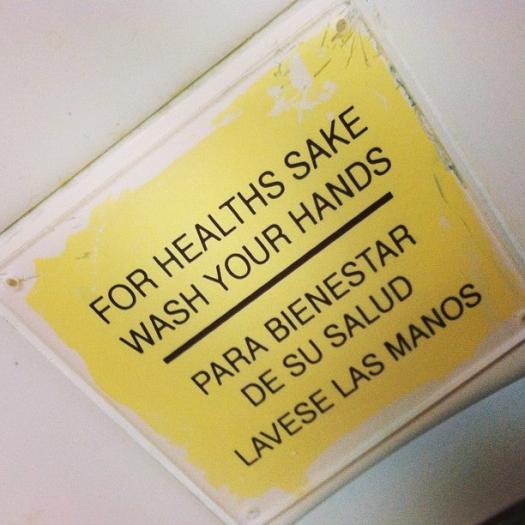 FOR HEALTHS SAKE
WASH YOUR HANDS
PARA BIENESTAR
DE SU SALUD
LAVESE LAS MANOS